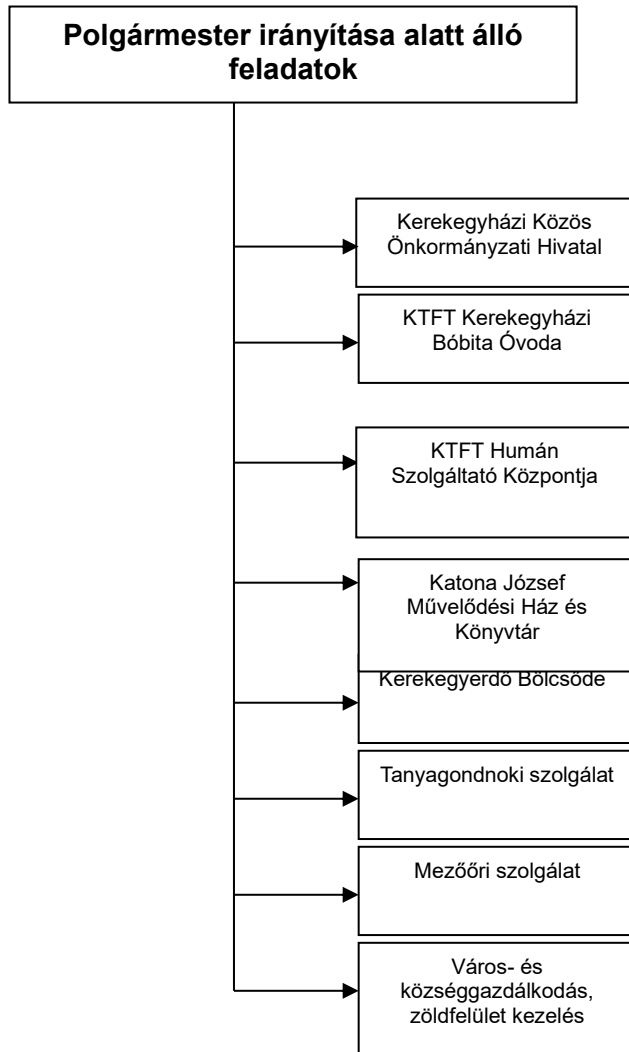 Polgármester irányítása alatt álló
feladatok
Kerekegyházi Közös
Önkormányzati Hivatal
KTFT Kerekegyházi
Bóbita Óvoda
KTFT Humán
Szolgáltató Központja
Katona József
Művelődési Ház és
Könyvtár
Kerekegyerdő Bölcsőde
Tanyagondnoki szolgálat
Mezőőri szolgálat
Város- és
községgazdálkodás,
zöldfelület kezelés